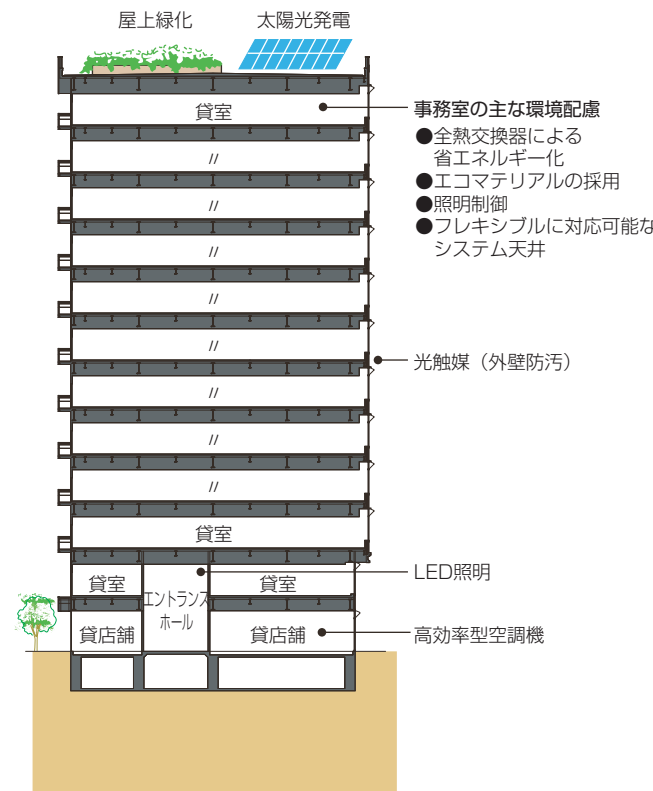 屋上緑化
太陽光発電
貸室
事務室の主な環境配慮
●全熱交換器による
省エネルギー化
●エコマテリアルの採用
●照明制御
●フレキシブルに対応可能な
システム天井
〃
〃
〃
〃
〃
光触媒（外壁防汚）
〃
〃
〃
貸室
LED照明
貸室
エントランス
ホール
貸室
貸店舗
貸店舗
高効率型空調機